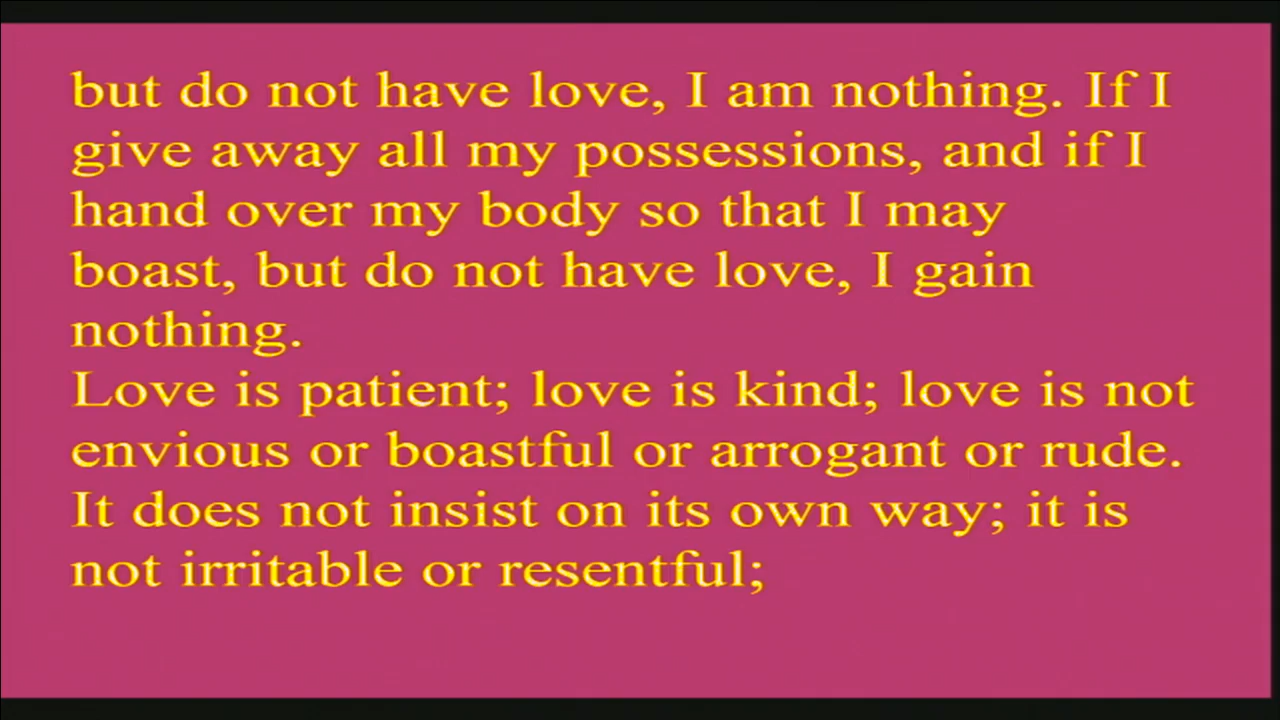 but do not have love, I am nothing. If I
give away all my possessions, and if I
hand over my body so that I may
boast, but do not have love, I gain
nothing.
Love is patient; love is kind; love is not
envious or boastful or arrogant or rude.
It does not insist on its own way; it is
not irritable or resentful;